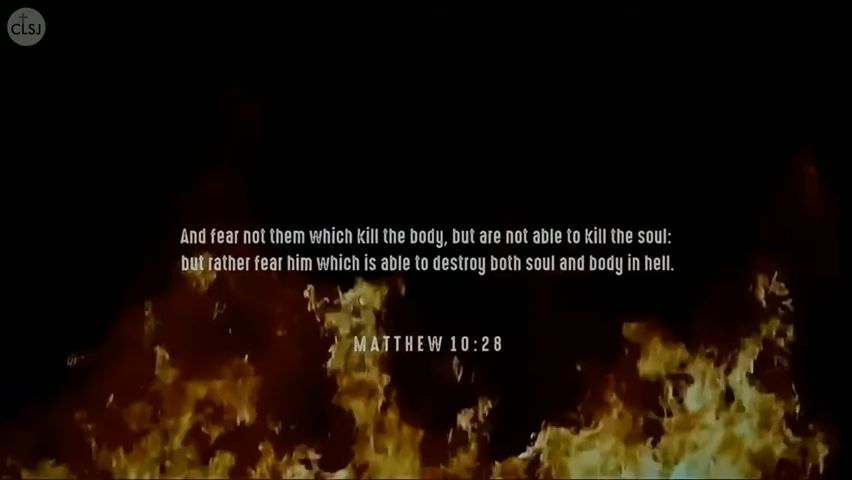 CLSJ
And fear not them which kill the body, but are not able to kill the soul:
but rather fear him which is able to destroy both soul and body in hell.
MATTHEW 10:28